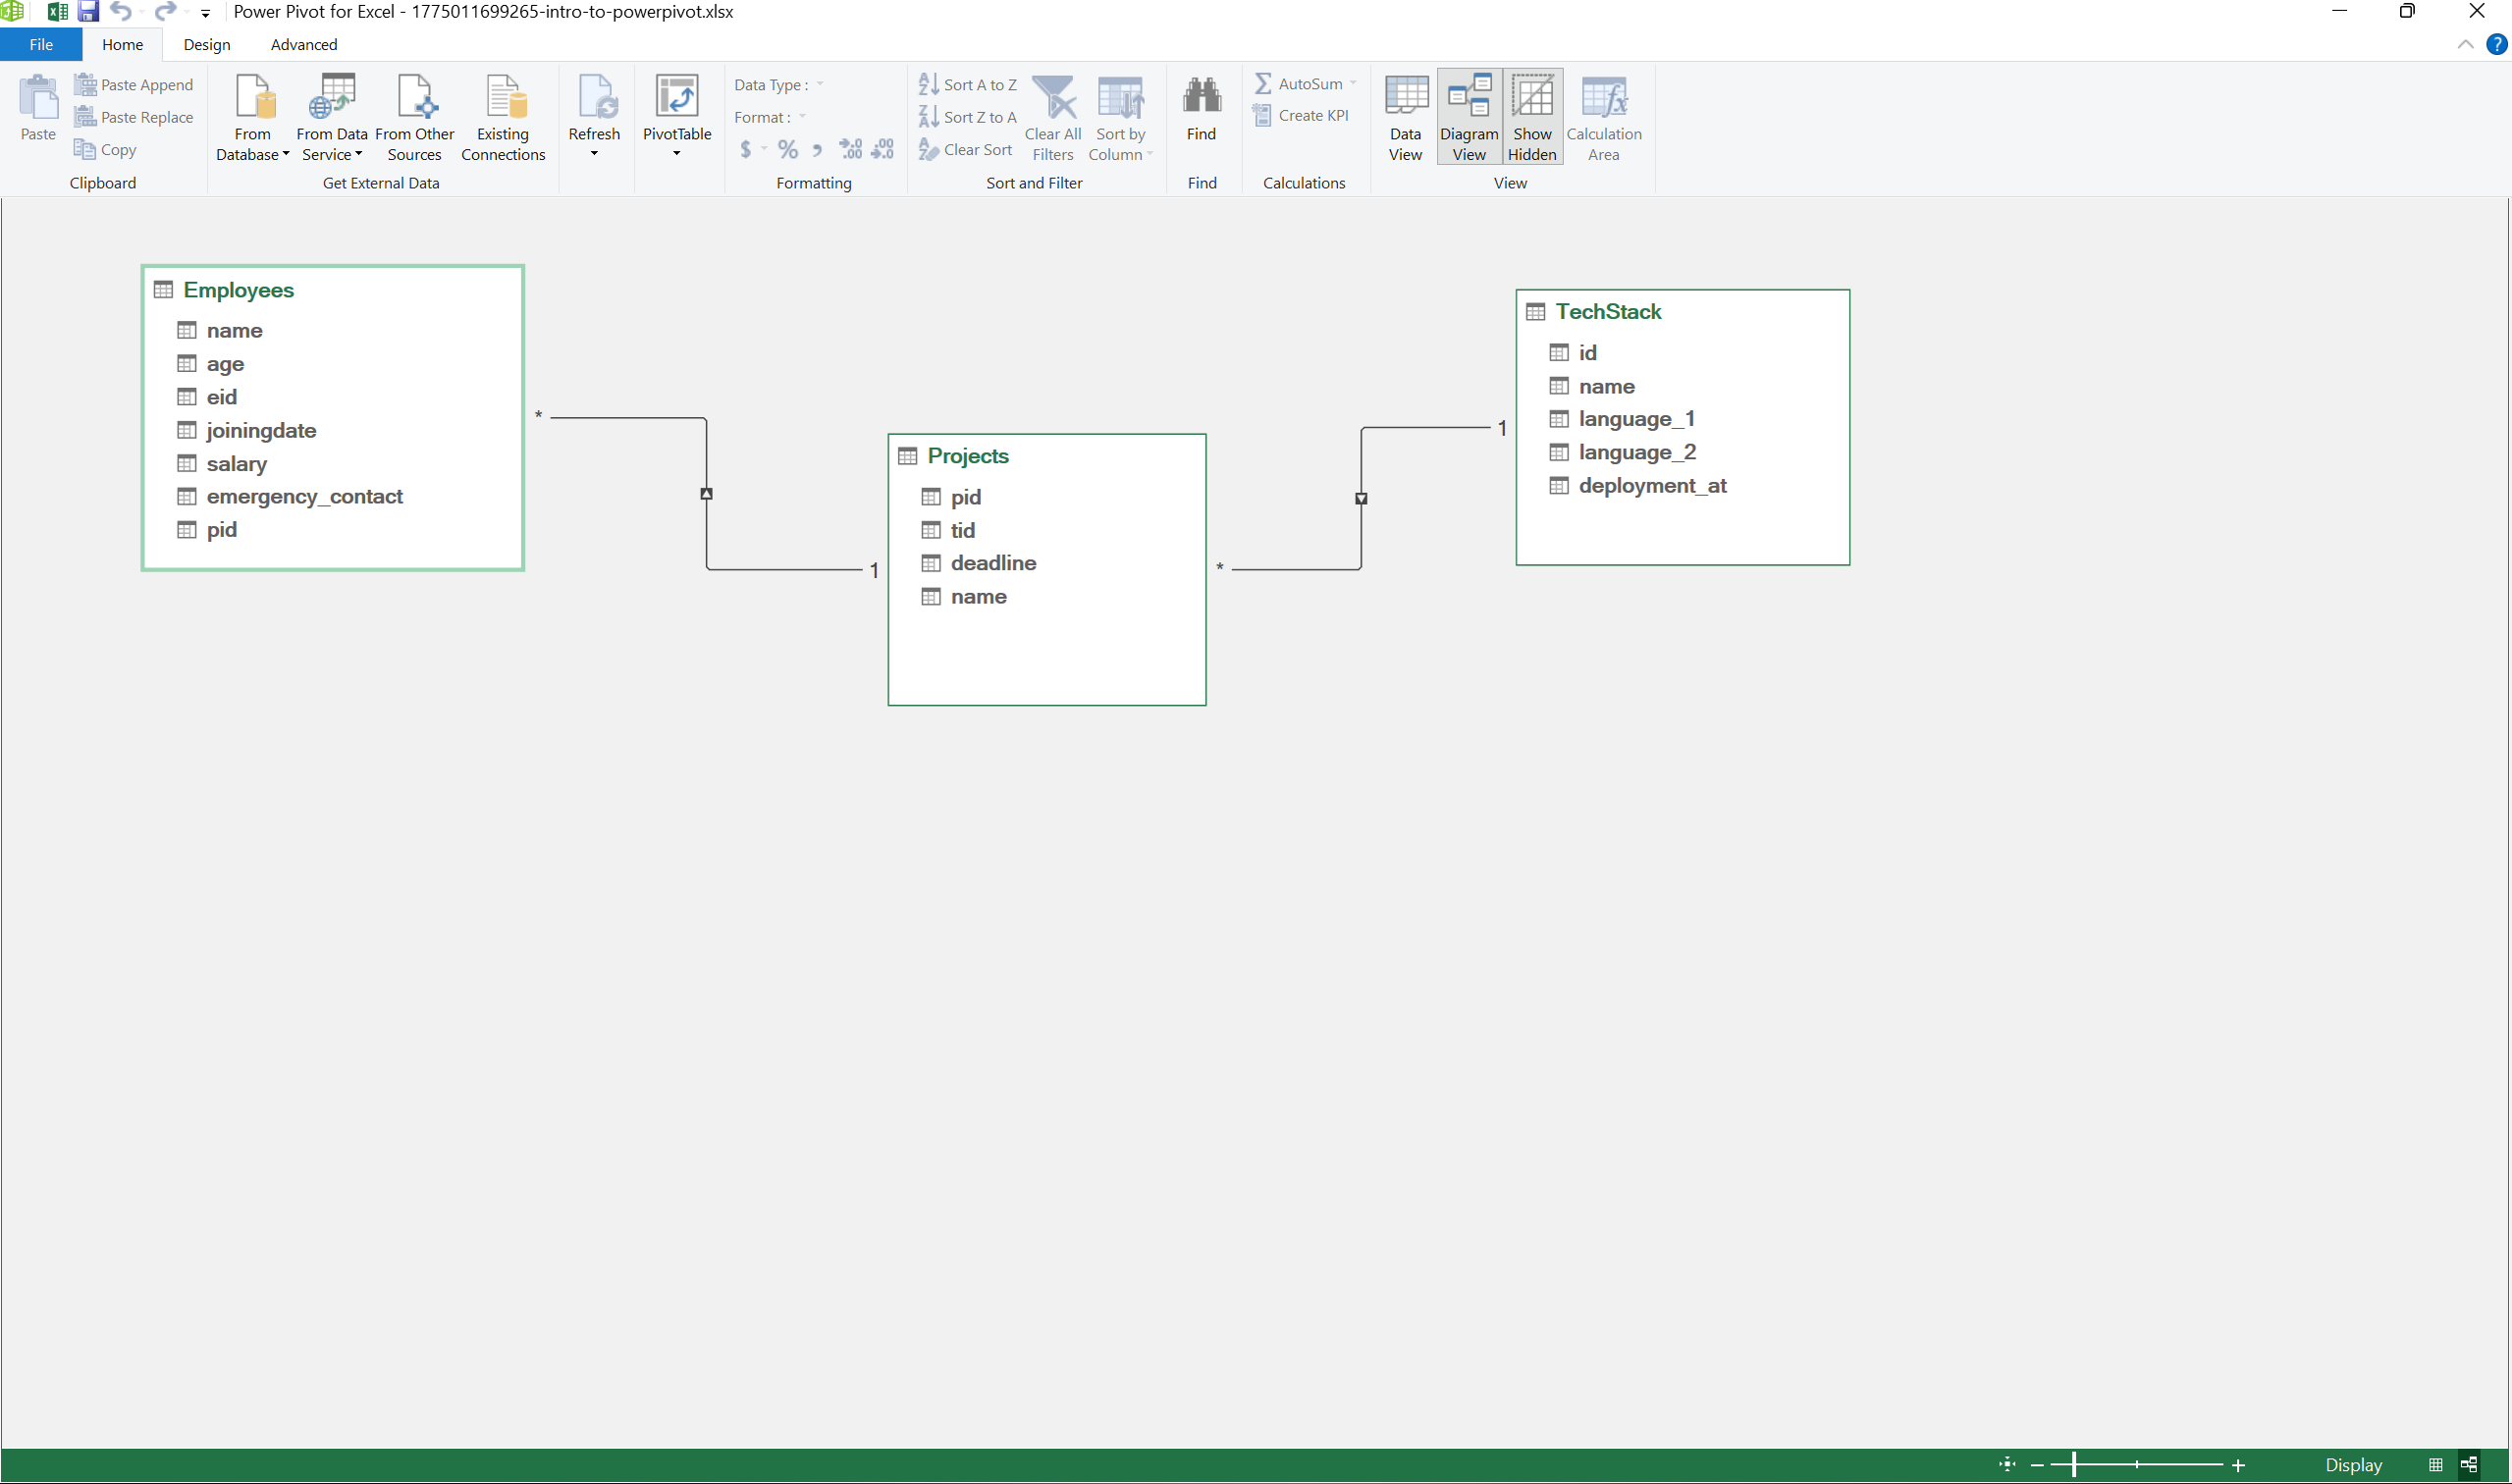 Power Pivot for Excel - 1775011699265-intro-to-powerpivot.xlsx
File Home Design Advanced ?
Paste
Paste Append
Paste Replace
Copy
Clipboard
From Database
From Data Service
From Other Sources
Existing Connections
Get External Data
Refresh
PivotTable
Data Type :
Format :
$ % , .0 .00 .00 .0
Formatting
Sort A to Z
Sort Z to A
Clear Sort
Clear All Filters
Sort by Column
Sort and Filter
Find
Find
AutoSum
Create KPI
Calculations
Data View
Diagram View
Show Hidden
Calculation Area
View
Employees
name
age
eid
joiningdate
salary
emergency_contact
pid
*
1
Projects
pid
tid
deadline
name
*
1
TechStack
id
name
language_1
language_2
deployment_at
Display